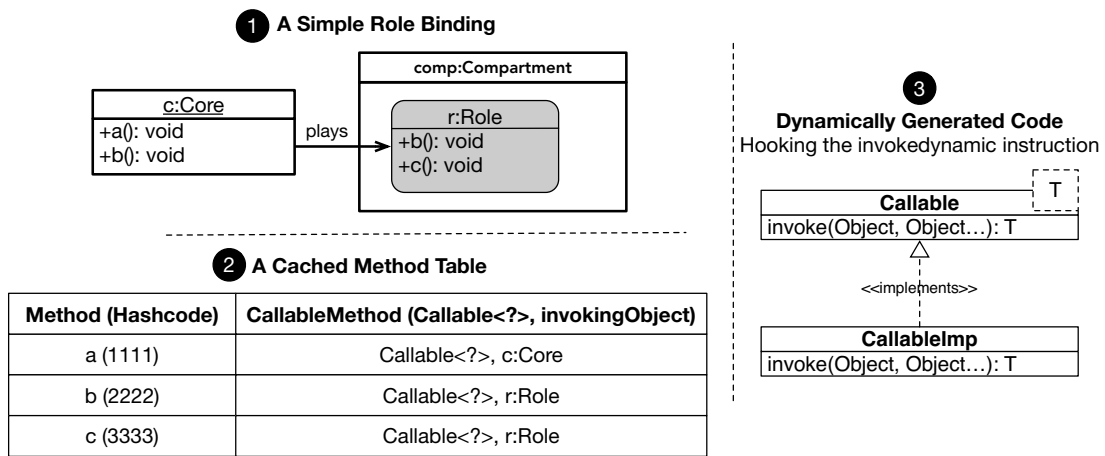 1 A Simple Role Binding
comp:Compartment
c:Core
+a(): void
+b(): void
plays
r:Role
+b(): void
+c(): void
2 A Cached Method Table
Method (Hashcode) CallableMethod (Callable<?>, invokingObject)
a (1111) Callable<?>, c:Core
b (2222) Callable<?>, r:Role
c (3333) Callable<?>, r:Role
3
Dynamically Generated Code
Hooking the invokedynamic instruction
T
Callable
invoke(Object, Object…): T
<<implements>>
CallableImp
invoke(Object, Object…): T